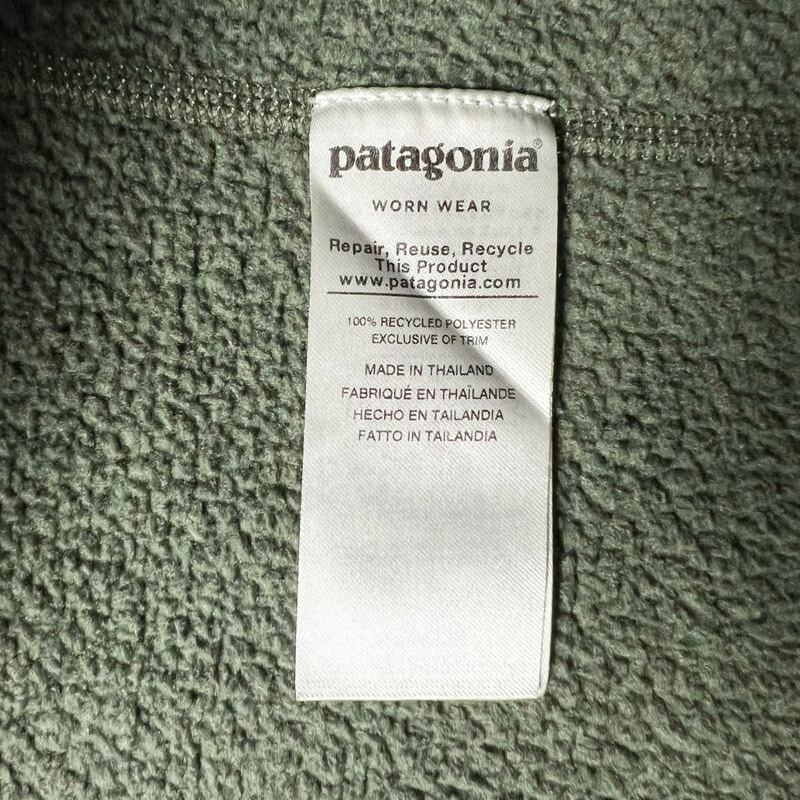 patagonia®
WORN WEAR
Repair, Reuse, Recycle
This Product
www.patagonia.com
100% RECYCLED POLYESTER
EXCLUSIVE OF TRIM
MADE IN THAILAND
FABRIQUÉ EN THAÏLANDE
HECHO EN TAILANDIA
FATTO IN TAILANDIA